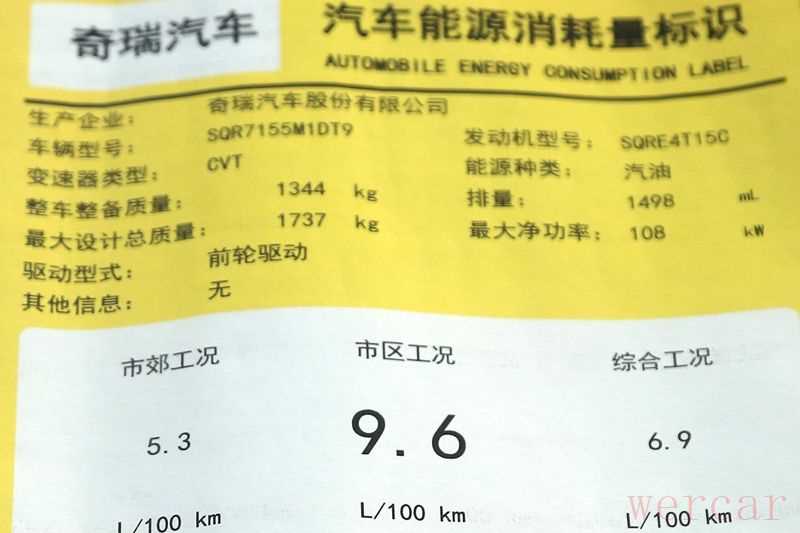 奇瑞汽车
汽车能源消耗量标识
AUTOMOBILE ENERGY CONSUMPTION LABEL
生产企业: 奇瑞汽车股份有限公司
车辆型号: SQR7155M1DT9 发动机型号: SQRE4T15C
变速器类型: CVT 能源种类: 汽油
整车整备质量: 1344 kg 排量: 1498 mL
最大设计总质量: 1737 kg 最大净功率: 108 kW
驱动型式: 前轮驱动
其他信息: 无
市郊工况 市区工况 综合工况
5.3 9.6 6.9
L/100 km L/100 km L/100 km
wercar